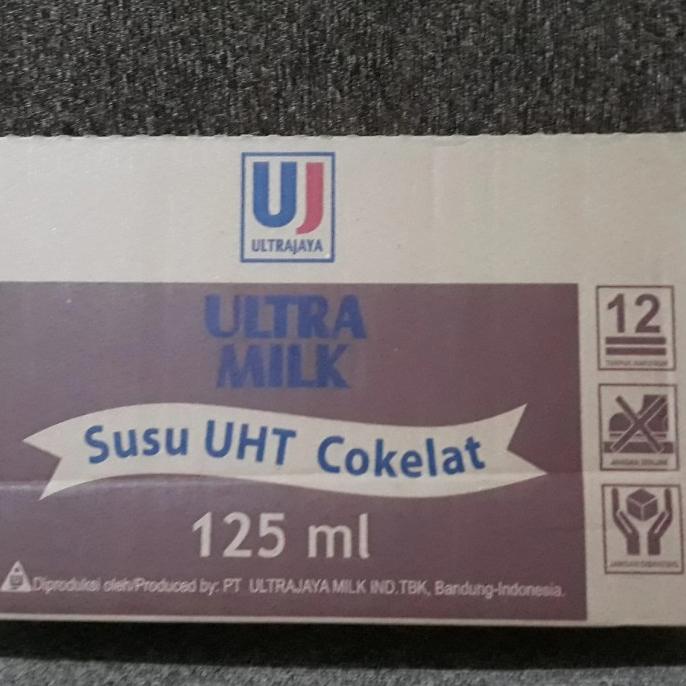 UJ
ULTRAJAYA
ULTRA
MILK
Susu UHT Cokelat
125 ml
Diproduksi oleh/Produced by: PT ULTRAJAYA MILK IND.TBK, Bandung-Indonesia.
12